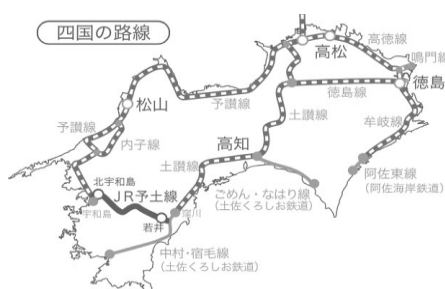 四国の路線
高松
高徳線
鳴門線
徳島
徳島線
牟岐線
予讃線
松山
土讃線
予讃線
内子線
高知
土讃線
阿佐東線
(阿佐海岸鉄道)
北宇和島
JR予土線
宇和島
若井
窪川
ごめん・なはり線
(土佐くろしお鉄道)
中村・宿毛線
(土佐くろしお鉄道)